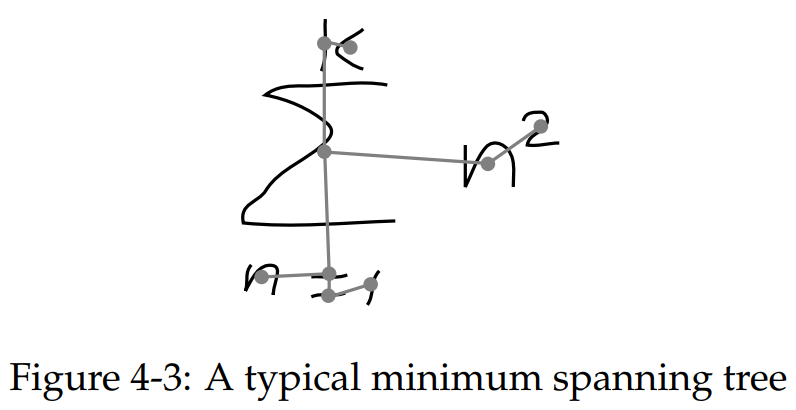 K
Σ n²
n = 1
Figure 4-3: A typical minimum spanning tree